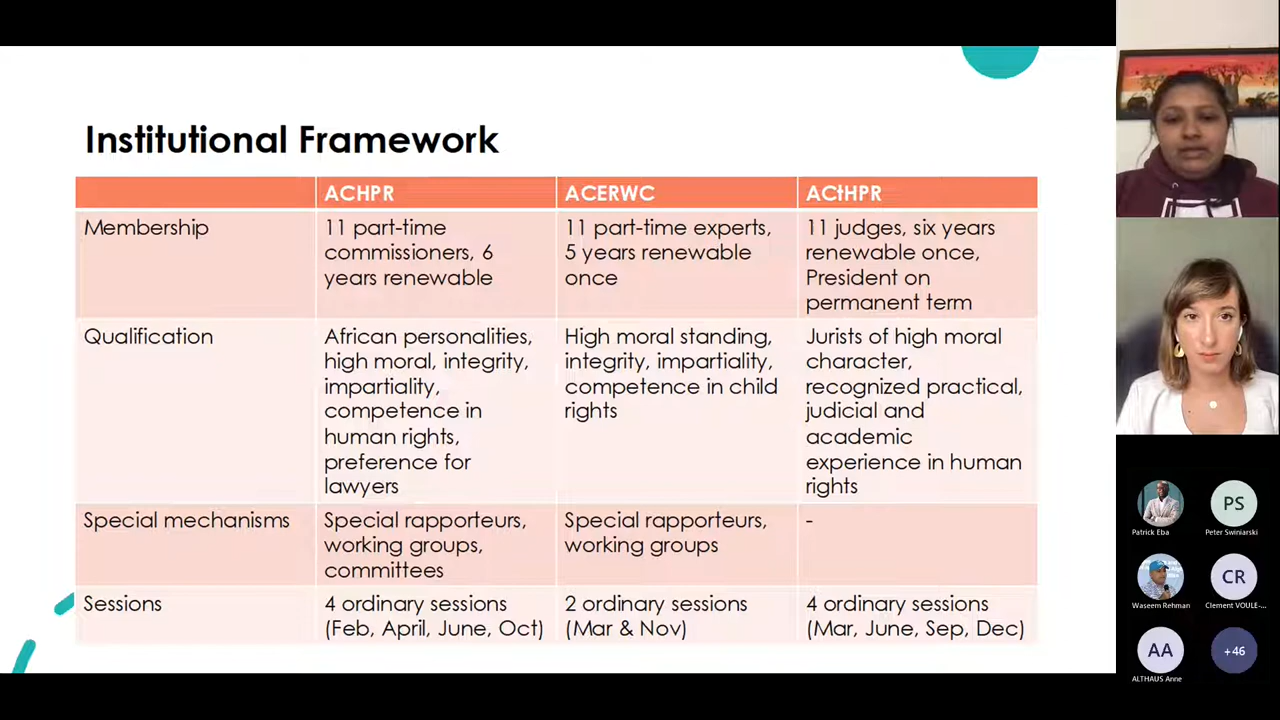 Institutional Framework
ACHPR
ACERWC
ACtHPR
Membership
11 part-time
commissioners, 6
years renewable
11 part-time experts,
5 years renewable
once
11 judges, six years
renewable once,
President on
permanent term
Qualification
African personalities,
high moral, integrity,
impartiality,
competence in
human rights,
preference for
lawyers
High moral standing,
integrity, impartiality,
competence in child
rights
Jurists of high moral
character,
recognized practical,
judicial and
academic
experience in human
rights
Special mechanisms
Special rapporteurs,
working groups,
committees
Special rapporteurs,
working groups
-
Sessions
4 ordinary sessions
(Feb, April, June, Oct)
2 ordinary sessions
(Mar & Nov)
4 ordinary sessions
(Mar, June, Sep, Dec)
PS
Patrick Eba
Peter Swiniarski
CR
Waseem Rehman
Clement VOULE-...
AA
+46
ALTHAUS Anne